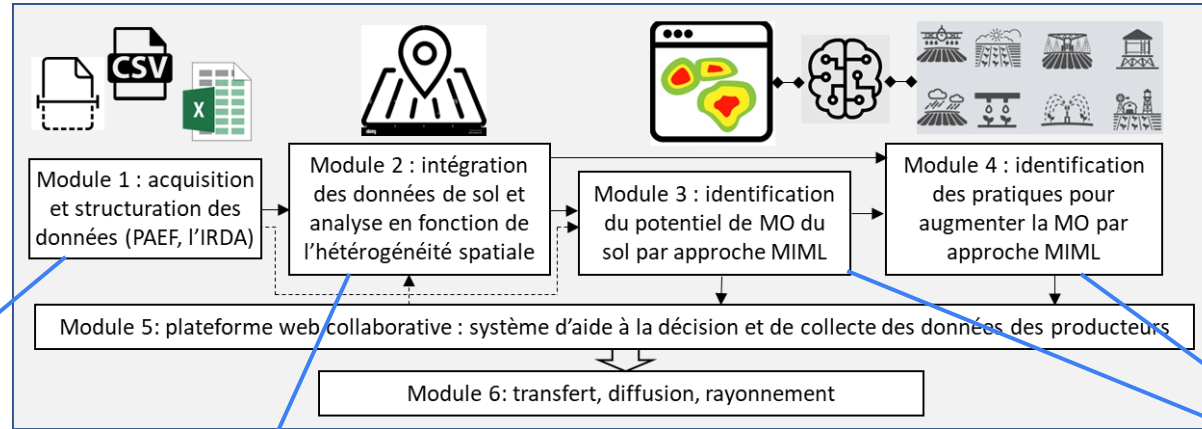 CSV
X
Module 1 : acquisition
et structuration des
données (PAEF, l’IRDA)
Module 2 : intégration
des données de sol et
analyse en fonction de
l’hétérogénéité spatiale
Module 3 : identification
du potentiel de MO du
sol par approche MIML
Module 4 : identification
des pratiques pour
augmenter la MO par
approche MIML
Module 5: plateforme web collaborative : système d’aide à la décision et de collecte des données des producteurs
Module 6: transfert, diffusion, rayonnement